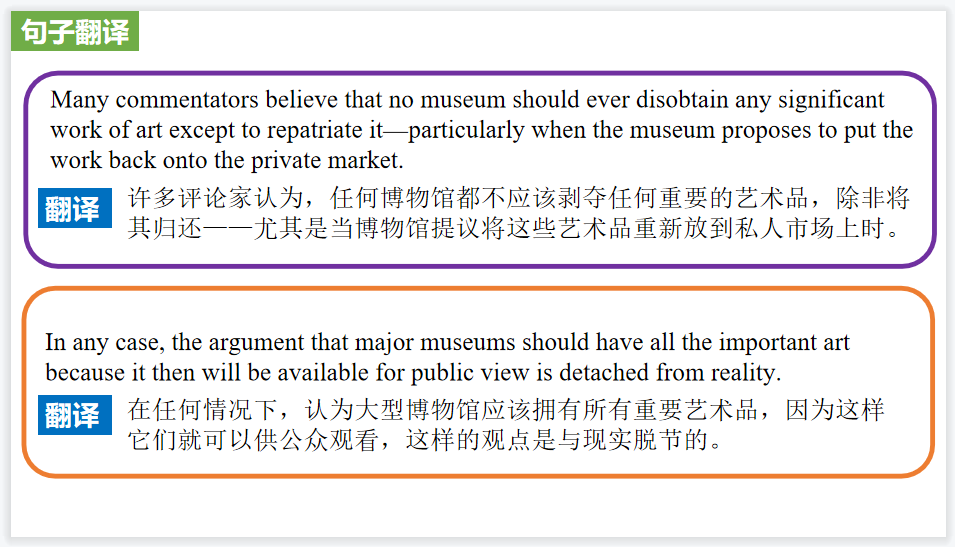 句子翻译
Many commentators believe that no museum should ever disobtain any significant
work of art except to repatriate it—particularly when the museum proposes to put the
work back onto the private market.
翻译
许多评论家认为，任何博物馆都不应该剥夺任何重要的艺术品，除非将
其归还——尤其是当博物馆提议将这些艺术品重新放到私人市场上时。
In any case, the argument that major museums should have all the important art
because it then will be available for public view is detached from reality.
翻译
在任何情况下，认为大型博物馆应该拥有所有重要艺术品，因为这样
它们就可以供公众观看，这样的观点是与现实脱节的。